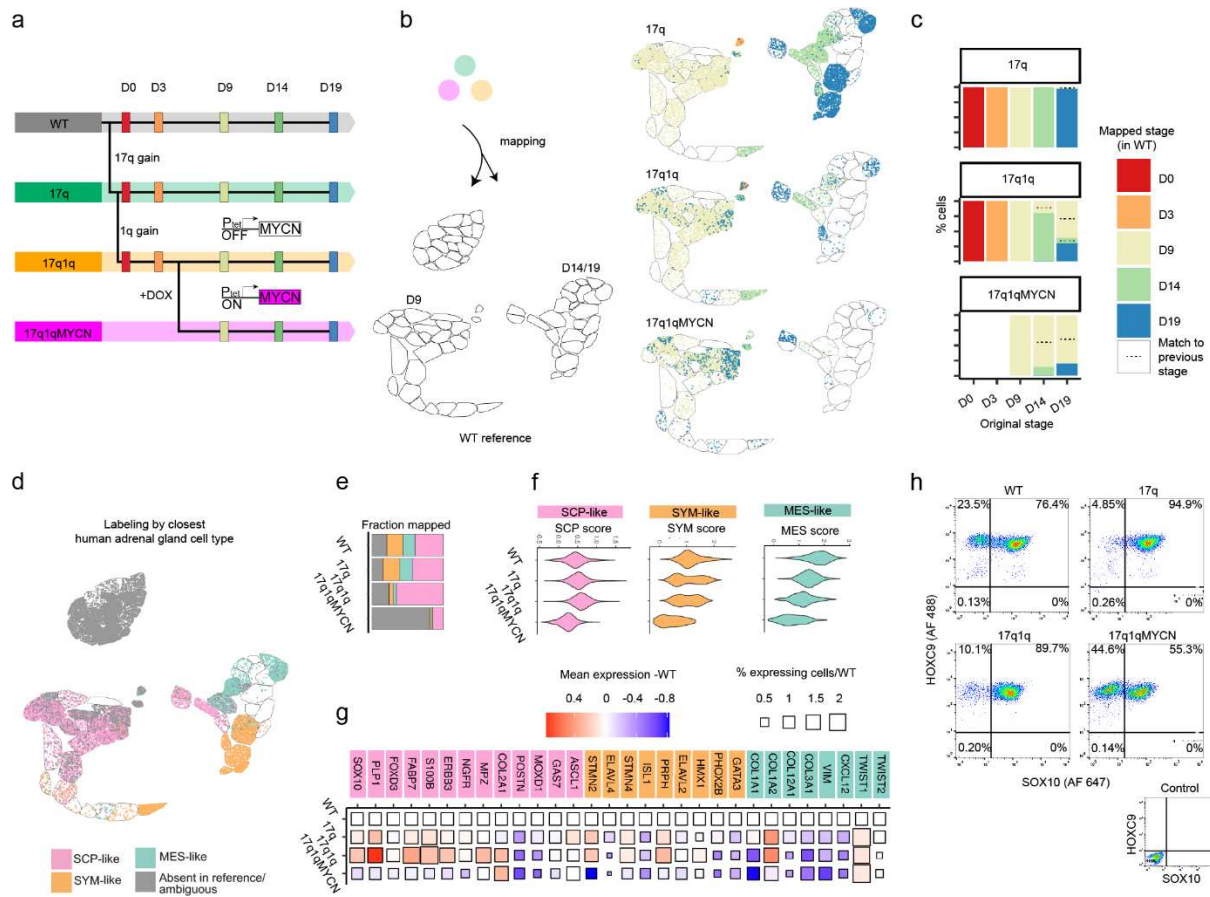 a
D0
D3
D9
D14
D19
WT
17q gain
17q
1q gain
Ptet
OFF
MYCN
17q1q
+DOX
Ptet
ON
MYCN
17q1qMYCN
b
mapping
D9
D14/19
WT reference
17q
17q1q
17q1qMYCN
c
17q
17q1q
17q1qMYCN
% cells
D0
D3
D9
D14
D19
Original stage
Mapped stage
(in WT)
D0
D3
D9
D14
D19
Match to
previous
stage
d
Labeling by closest
human adrenal gland cell type
SCP-like
SYM-like
MES-like
Absent in reference/
ambiguous
e
Fraction mapped
WT
17q
17q1q
17q1qMYCN
f
SCP-like
SCP score
SYM-like
SYM score
MES-like
MES score
WT
17q
17q1q
17q1qMYCN
Mean expression -WT
0.4
0
-0.4
-0.8
% expressing cells/WT
0.5
1
1.5
2
g
SOX10
PLP1
FOXD3
FABP7
S100B
ERBB3
NGFR
MPZ
COL2A1
POSTN
MOXD1
GAS7
ASCL1
STMN2
ELAVL4
STMN4
ISL1
PRPH
ELAVL2
HMX1
PHOX2B
GATA3
COL1A1
COL1A2
COL12A1
COL3A1
VIM
CXCL12
TWIST1
TWIST2
WT
17q
17q1q
17q1qMYCN
h
WT
23.5%
76.4%
0.13%
0%
17q
4.85%
94.9%
0.26%
0%
17q1q
10.1%
89.7%
0.20%
0%
17q1qMYCN
44.6%
55.3%
0.14%
0%
HOXC9 (AF 488)
SOX10 (AF 647)
Control
HOXC9
SOX10